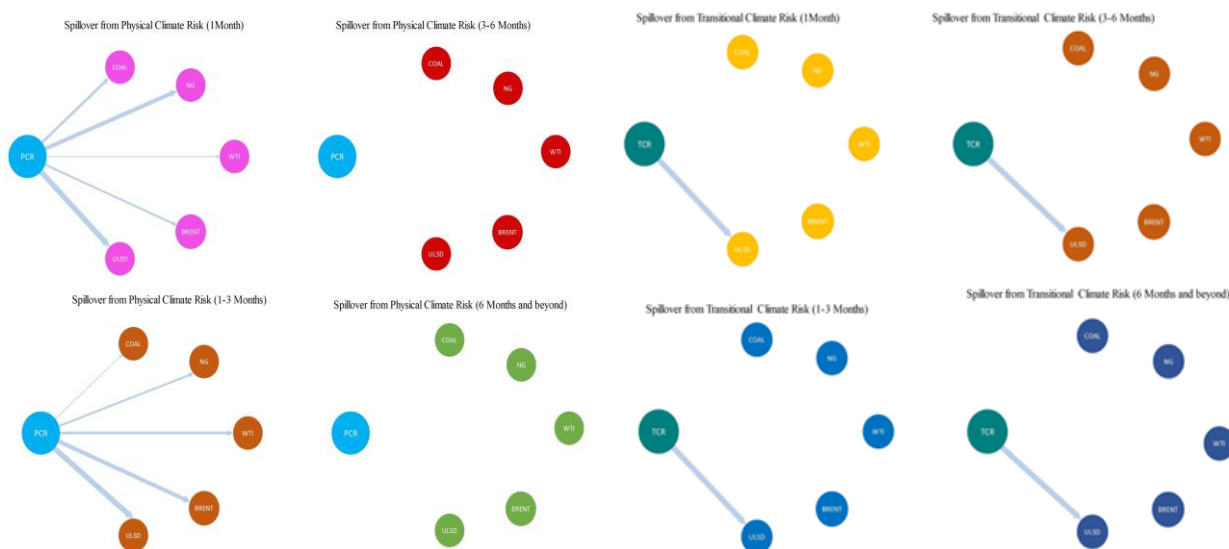 Spillover from Physical Climate Risk (1Month)
COAL
NG
PCR
WTI
BRENT
ULSD
Spillover from Physical Climate Risk (3-6 Months)
COAL
NG
PCR
WTI
BRENT
ULSD
Spillover from Transitional Climate Risk (1Month)
COAL
NG
TCR
WTI
BRENT
ULSD
Spillover from Transitional Climate Risk (3-6 Months)
COAL
NG
TCR
WTI
BRENT
ULSD
Spillover from Physical Climate Risk (1-3 Months)
COAL
NG
PCR
WTI
BRENT
ULSD
Spillover from Physical Climate Risk (6 Months and beyond)
COAL
NG
PCR
WTI
BRENT
ULSD
Spillover from Transitional Climate Risk (1-3 Months)
COAL
NG
TCR
WTI
BRENT
ULSD
Spillover from Transitional Climate Risk (6 Months and beyond)
COAL
NG
TCR
WTI
BRENT
ULSD